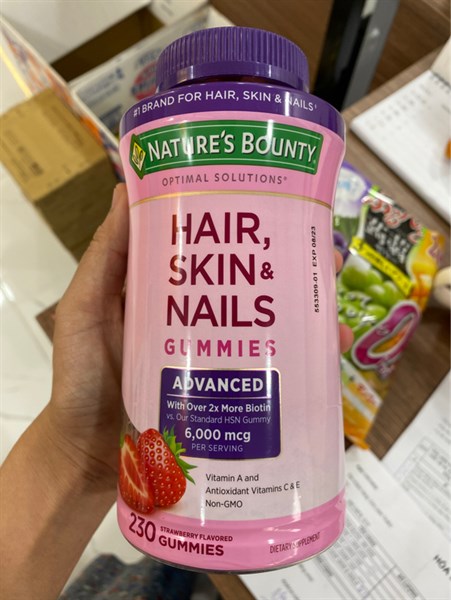 #1 BRAND FOR HAIR, SKIN & NAILS
NATURE'S BOUNTY®
OPTIMAL SOLUTIONS®
HAIR,
SKIN &
NAILS
GUMMIES
ADVANCED
With Over 2x More Biotin
vs. Our Standard HSN Gummy
6,000 mcg
PER SERVING
Vitamin A and
Antioxidant Vitamins C & E
Non-GMO
230 STRAWBERRY FLAVORED
GUMMIES
DIETARY SUPPLEMENT
553309-01 EXP 08/23